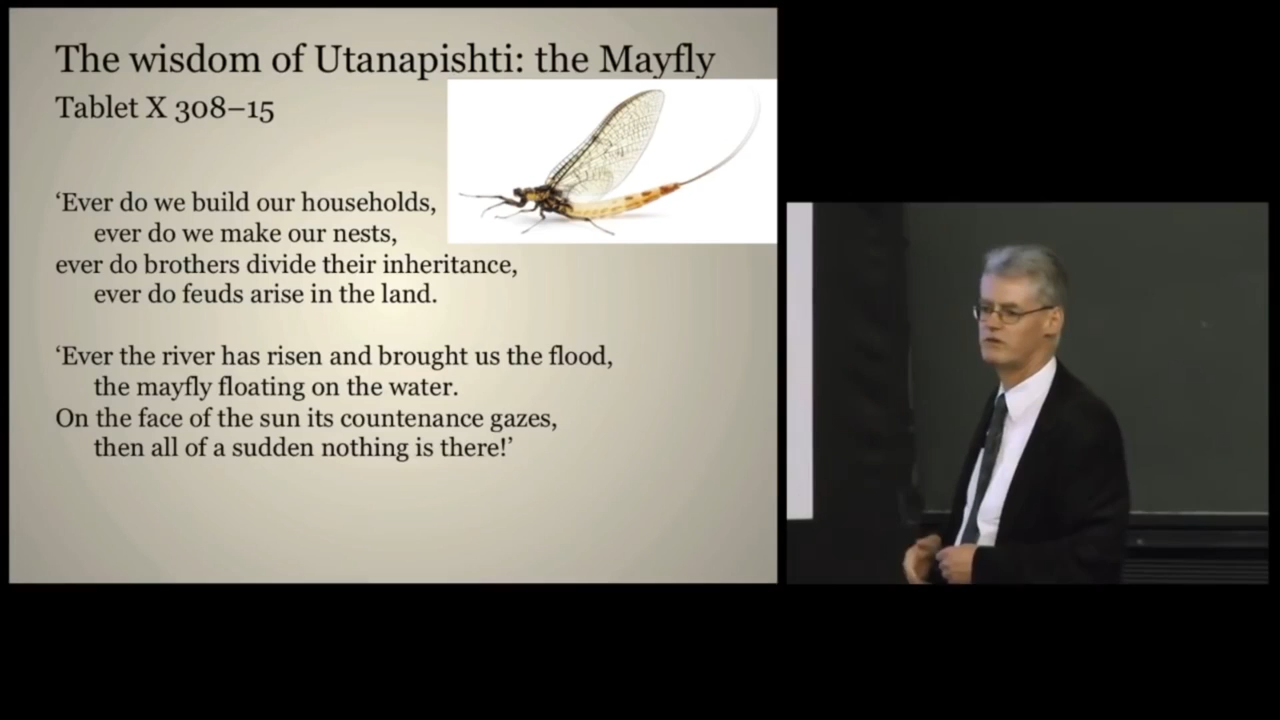 The wisdom of Utanapishti: the Mayfly
Tablet X 308–15
‘Ever do we build our households,
ever do we make our nests,
ever do brothers divide their inheritance,
ever do feuds arise in the land.
‘Ever the river has risen and brought us the flood,
the mayfly floating on the water.
On the face of the sun its countenance gazes,
then all of a sudden nothing is there!’